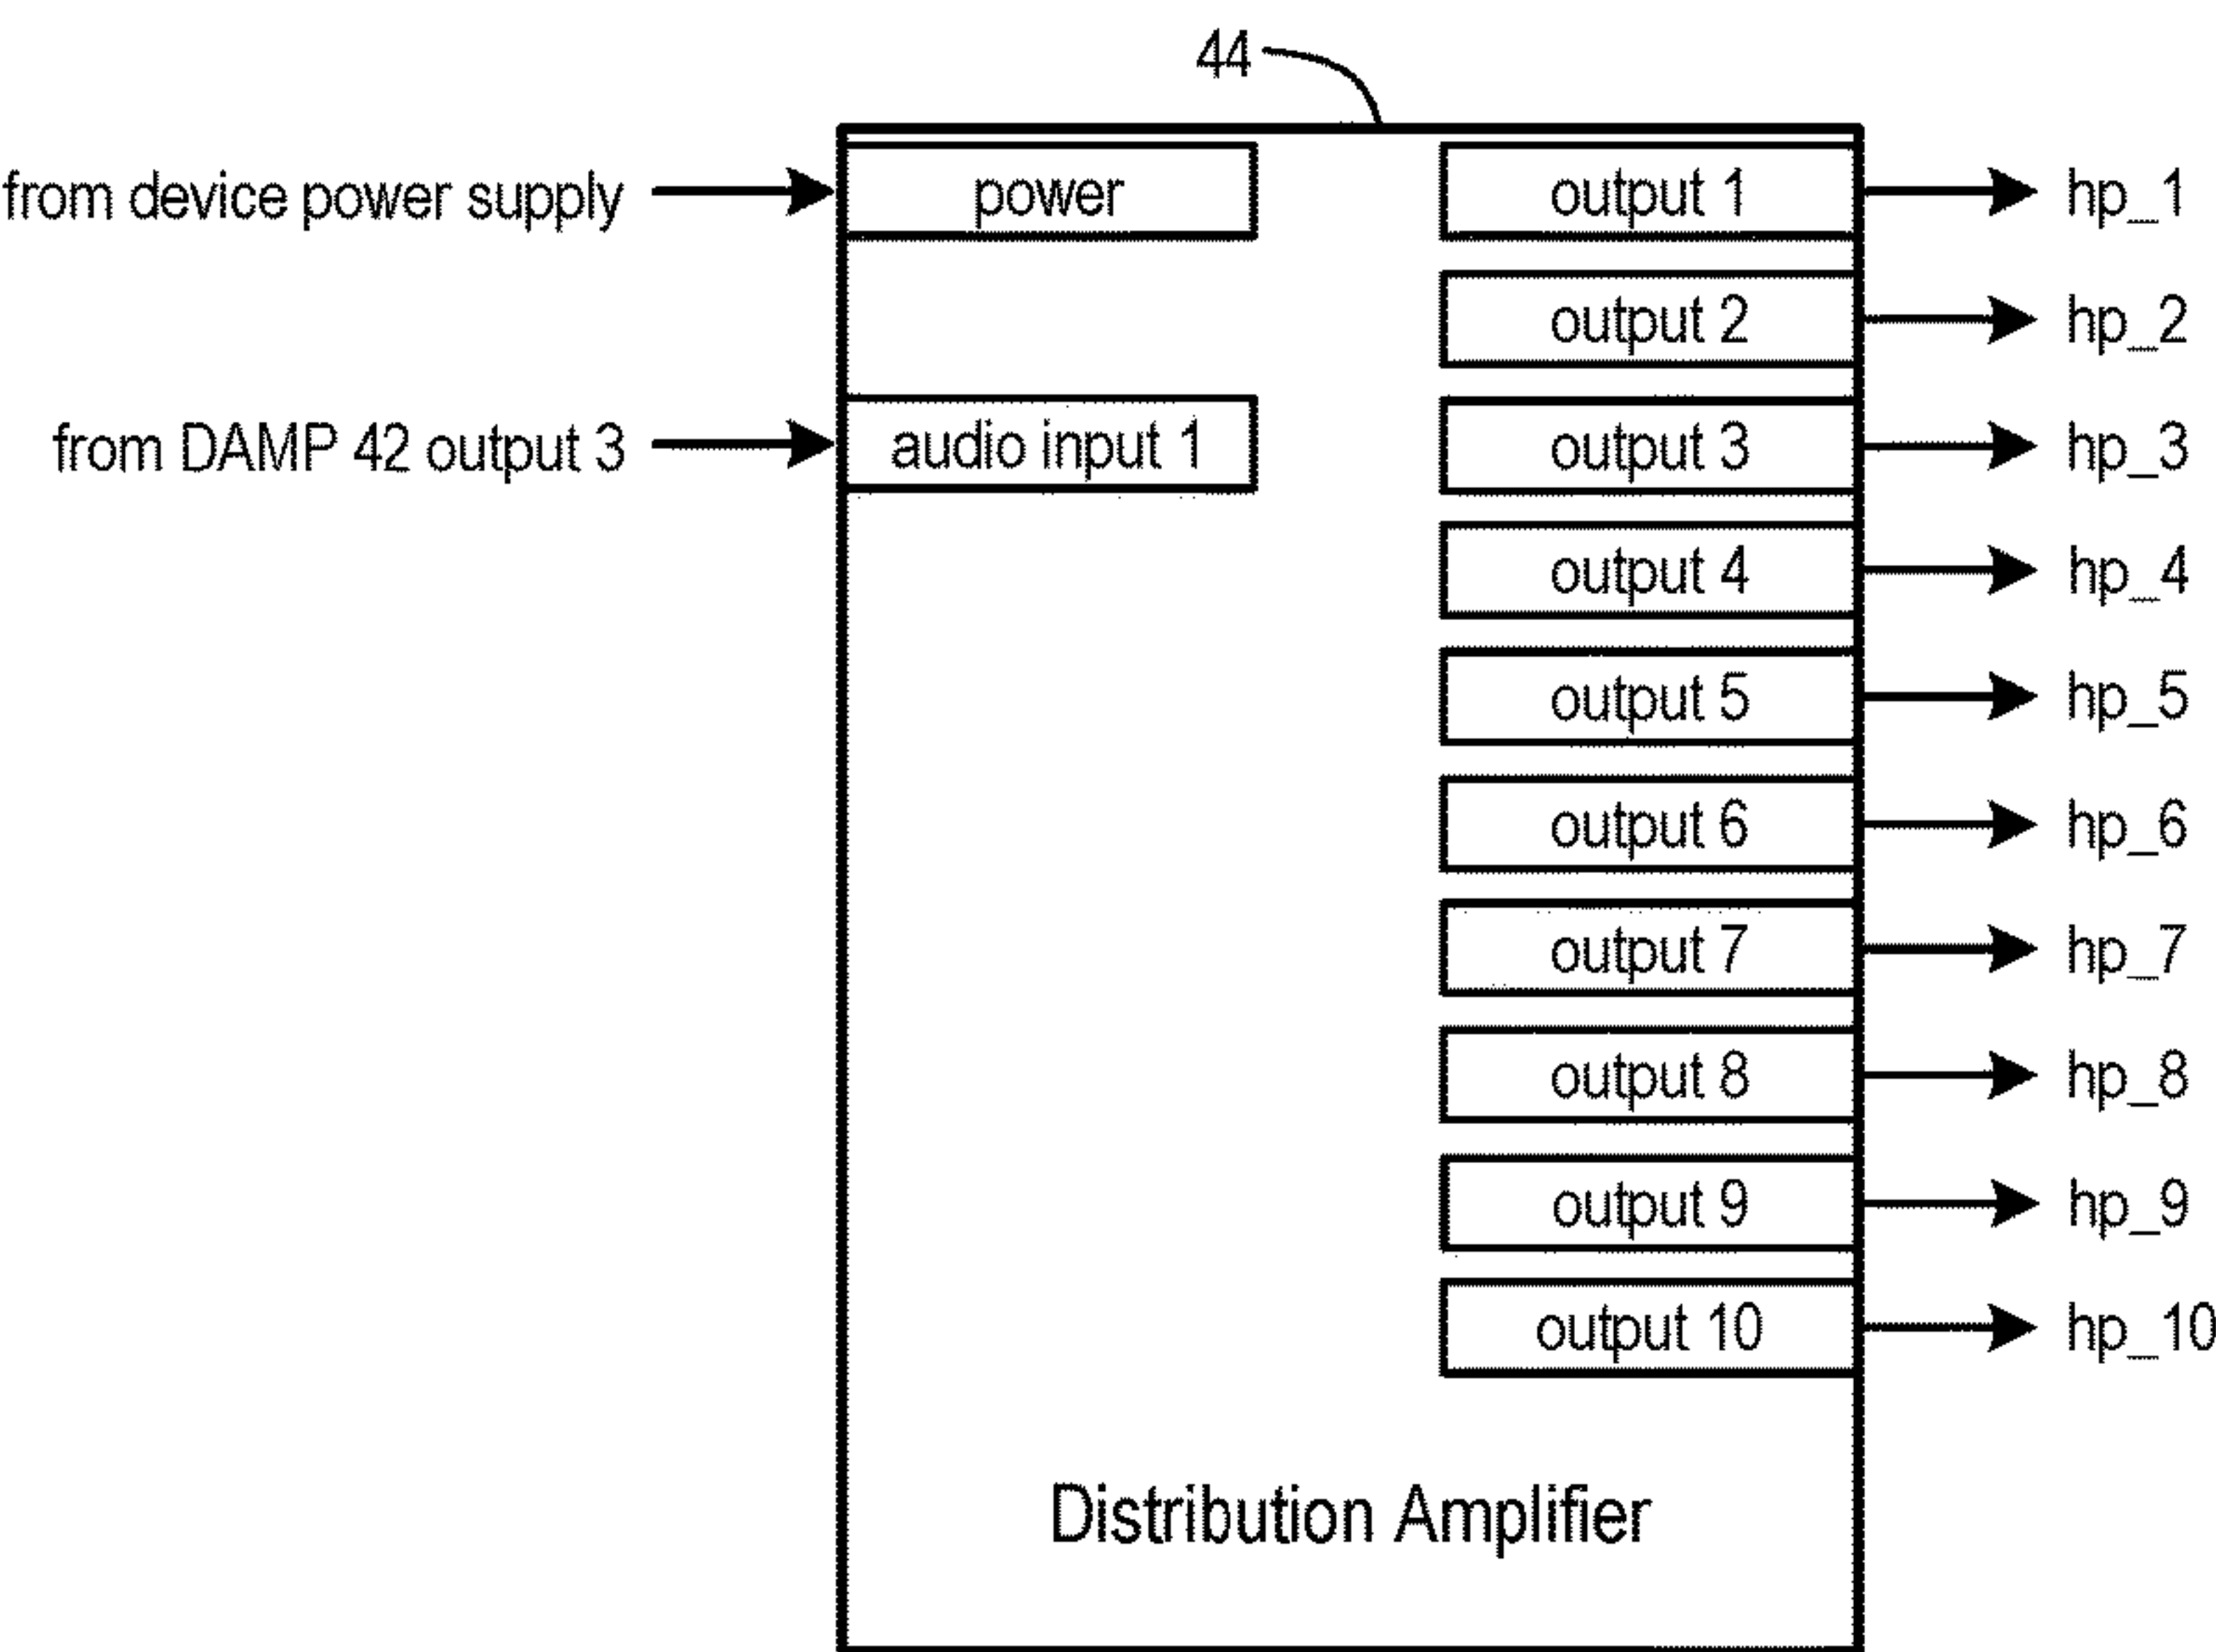 44
from device power supply
power
output 1
hp_1
output 2
hp_2
from DAMP 42 output 3
audio input 1
output 3
hp_3
output 4
hp_4
output 5
hp_5
output 6
hp_6
output 7
hp_7
output 8
hp_8
output 9
hp_9
output 10
hp_10
Distribution Amplifier